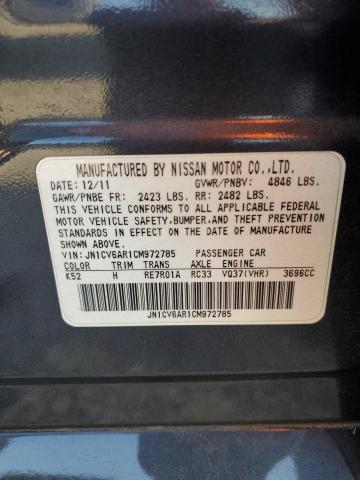 MANUFACTURED BY NISSAN MOTOR CO.,LTD.
DATE: 12/11 GVWR/PNBV: 4846 LBS.
GAWR/PNBE FR: 2423 LBS. RR: 2482 LBS.
THIS VEHICLE CONFORMS TO ALL APPLICABLE FEDERAL
MOTOR VEHICLE SAFETY,BUMPER,AND THEFT PREVENTION
STANDARDS IN EFFECT ON THE DATE OF MANUFACTURE
SHOWN ABOVE.
VIN: JN1CV6AR1CM972785 PASSENGER CAR
COLOR TRIM TRANS AXLE ENGINE
K52 H RE7R01A RC33 VQ37(VHR) 3696CC
JN1CV6AR1CM972785